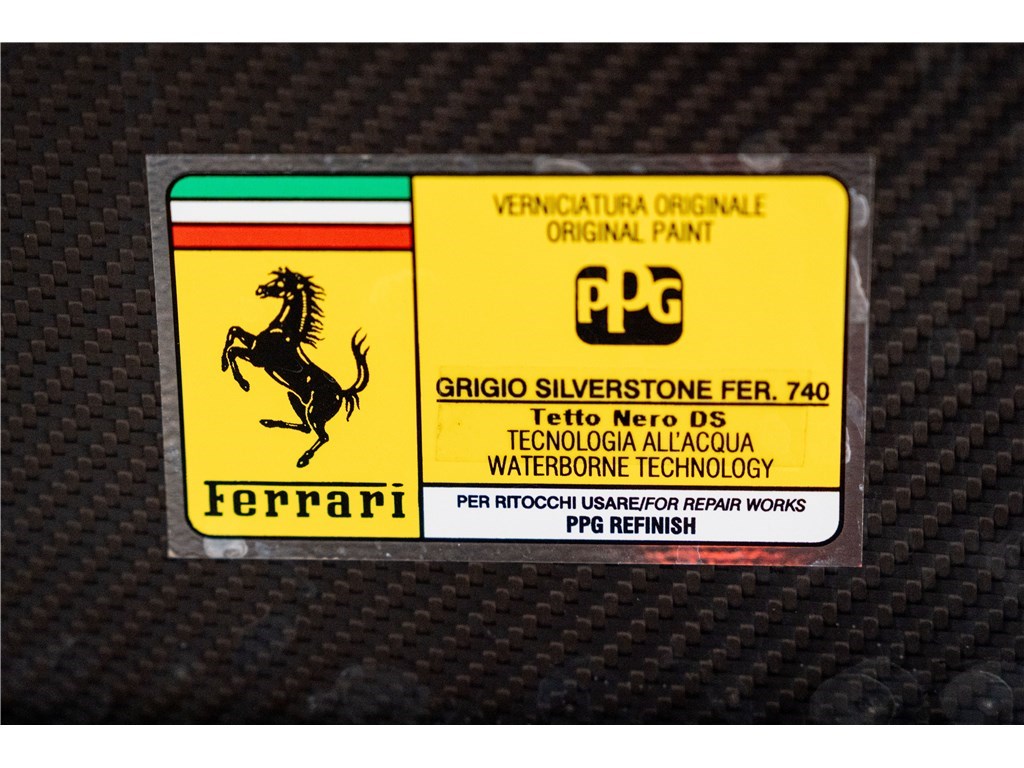 VERNICIATURA ORIGINALE
ORIGINAL PAINT
PPG
GRIGIO SILVERSTONE FER. 740
Tetto Nero DS
TECNOLOGIA ALL'ACQUA
WATERBORNE TECHNOLOGY
Ferrari
PER RITOCCHI USARE/FOR REPAIR WORKS
PPG REFINISH